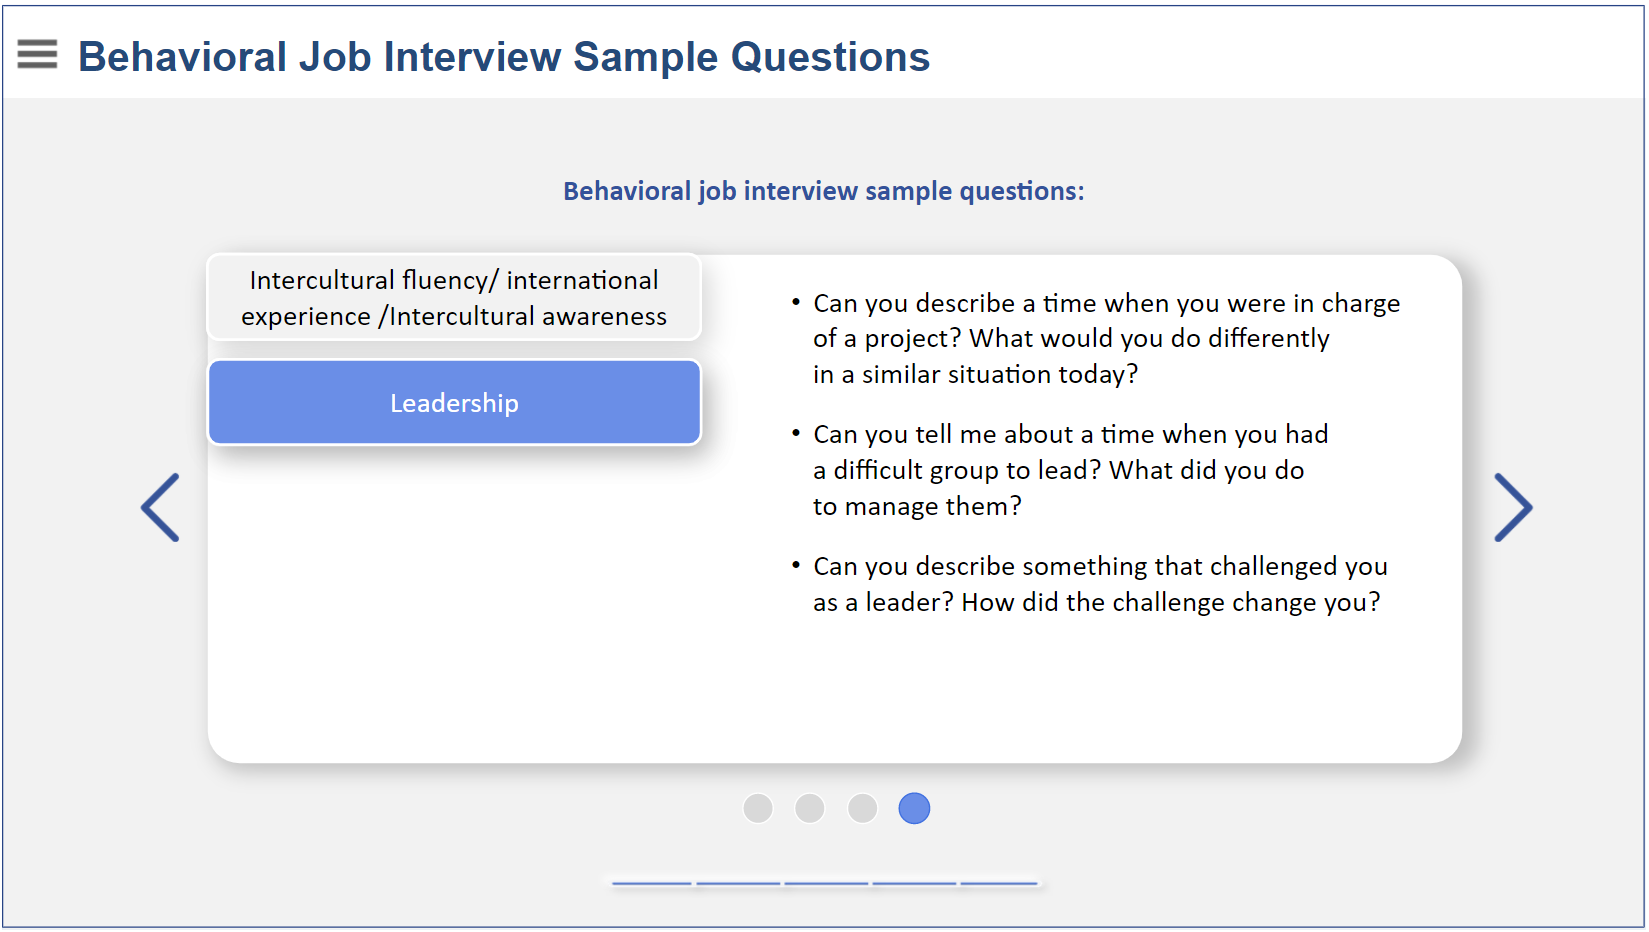 Behavioral Job Interview Sample Questions
Behavioral job interview sample questions:
Intercultural fluency/ international
experience /Intercultural awareness
Leadership
• Can you describe a time when you were in charge
of a project? What would you do differently
in a similar situation today?
• Can you tell me about a time when you had
a difficult group to lead? What did you do
to manage them?
• Can you describe something that challenged you
as a leader? How did the challenge change you?